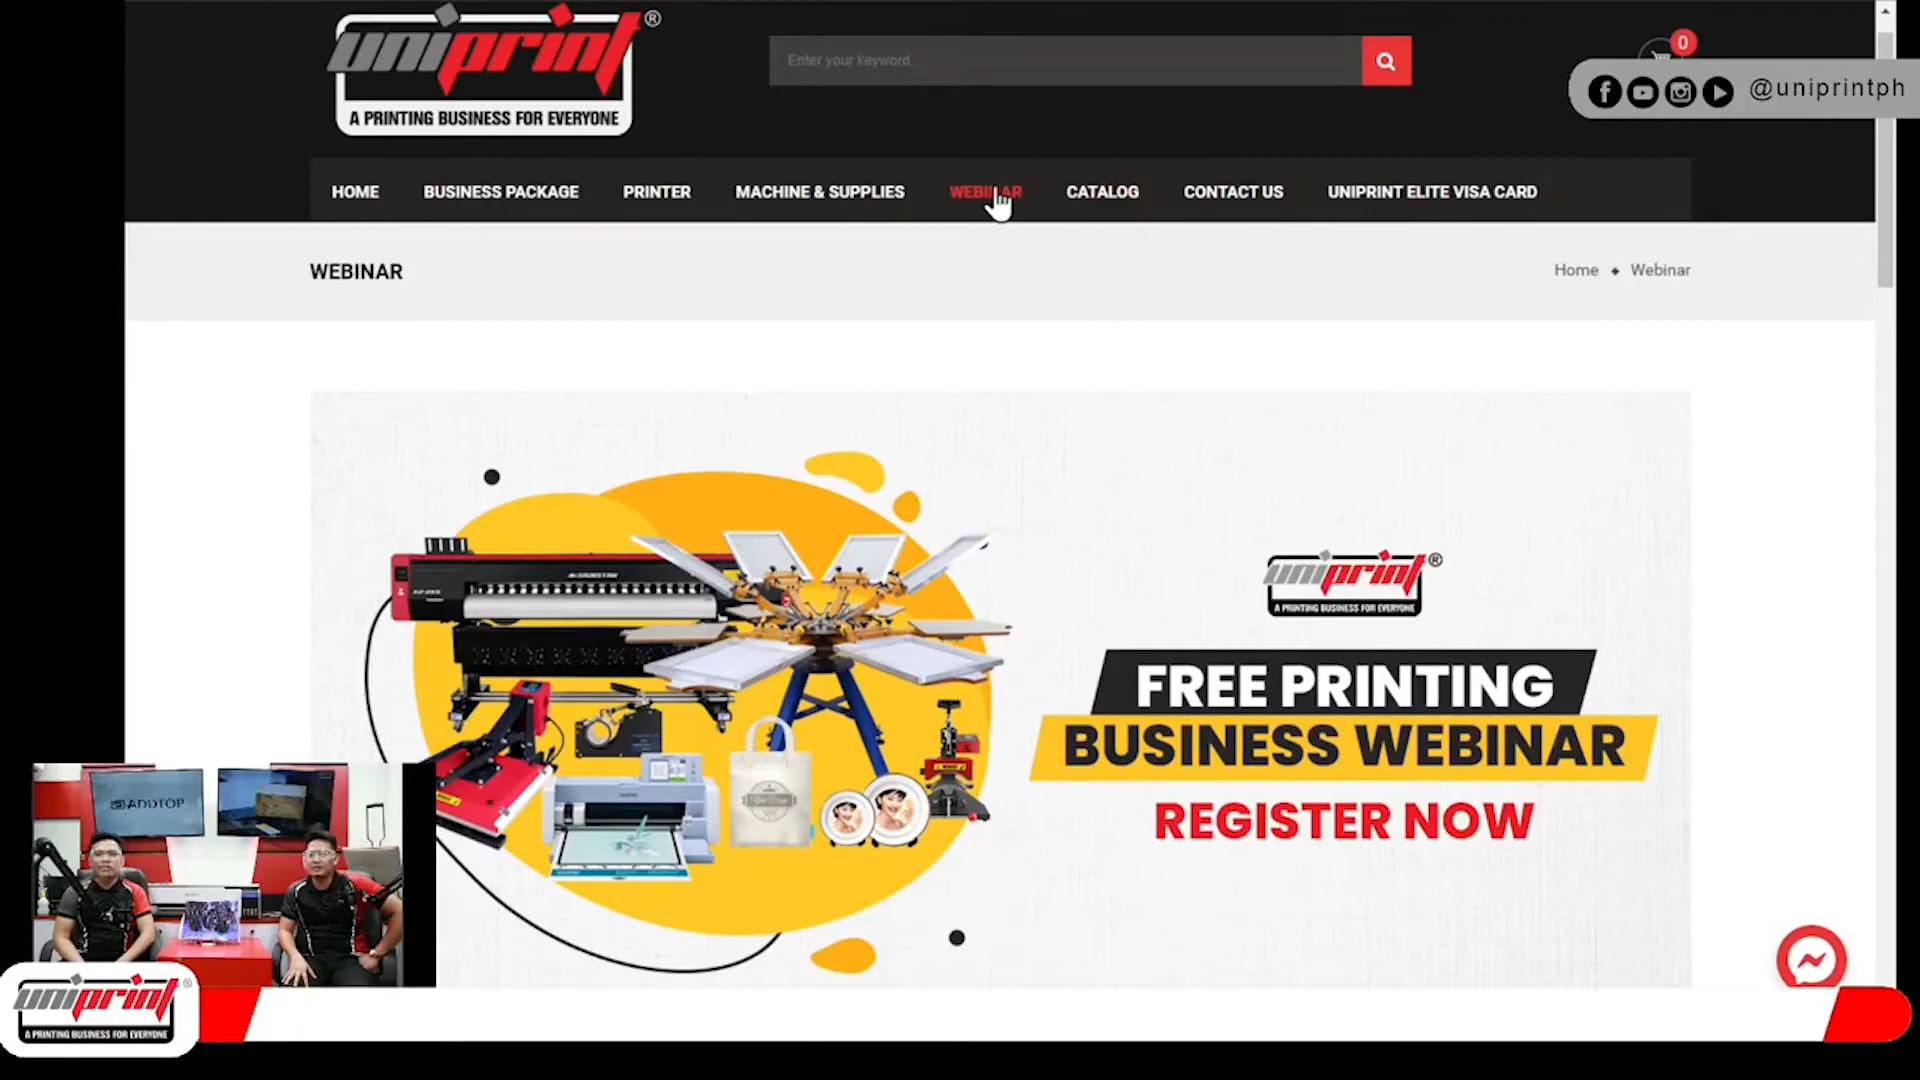 uniprint®
A PRINTING BUSINESS FOR EVERYONE
Enter your keyword...
0
@uniprintph
HOME
BUSINESS PACKAGE
PRINTER
MACHINE & SUPPLIES
WEBINAR
CATALOG
CONTACT US
UNIPRINT ELITE VISA CARD
WEBINAR
Home ◆ Webinar
uniprint®
A PRINTING BUSINESS FOR EVERYONE
FREE PRINTING
BUSINESS WEBINAR
REGISTER NOW
ADDTOP
uniprint®
A PRINTING BUSINESS FOR EVERYONE